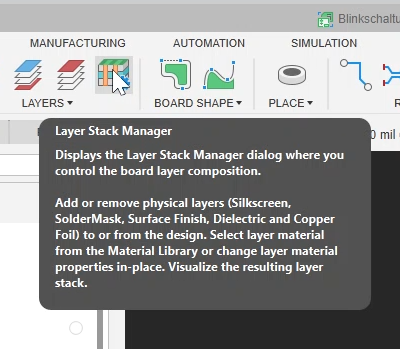 Blinkschaltu
MANUFACTURING AUTOMATION SIMULATION
LAYERS BOARD SHAPE PLACE R
Layer Stack Manager
0 mil
Displays the Layer Stack Manager dialog where you
control the board layer composition.
Add or remove physical layers (Silkscreen,
SolderMask, Surface Finish, Dielectric and Copper
Foil) to or from the design. Select layer material
from the Material Library or change layer material
properties in-place. Visualize the resulting layer
stack.